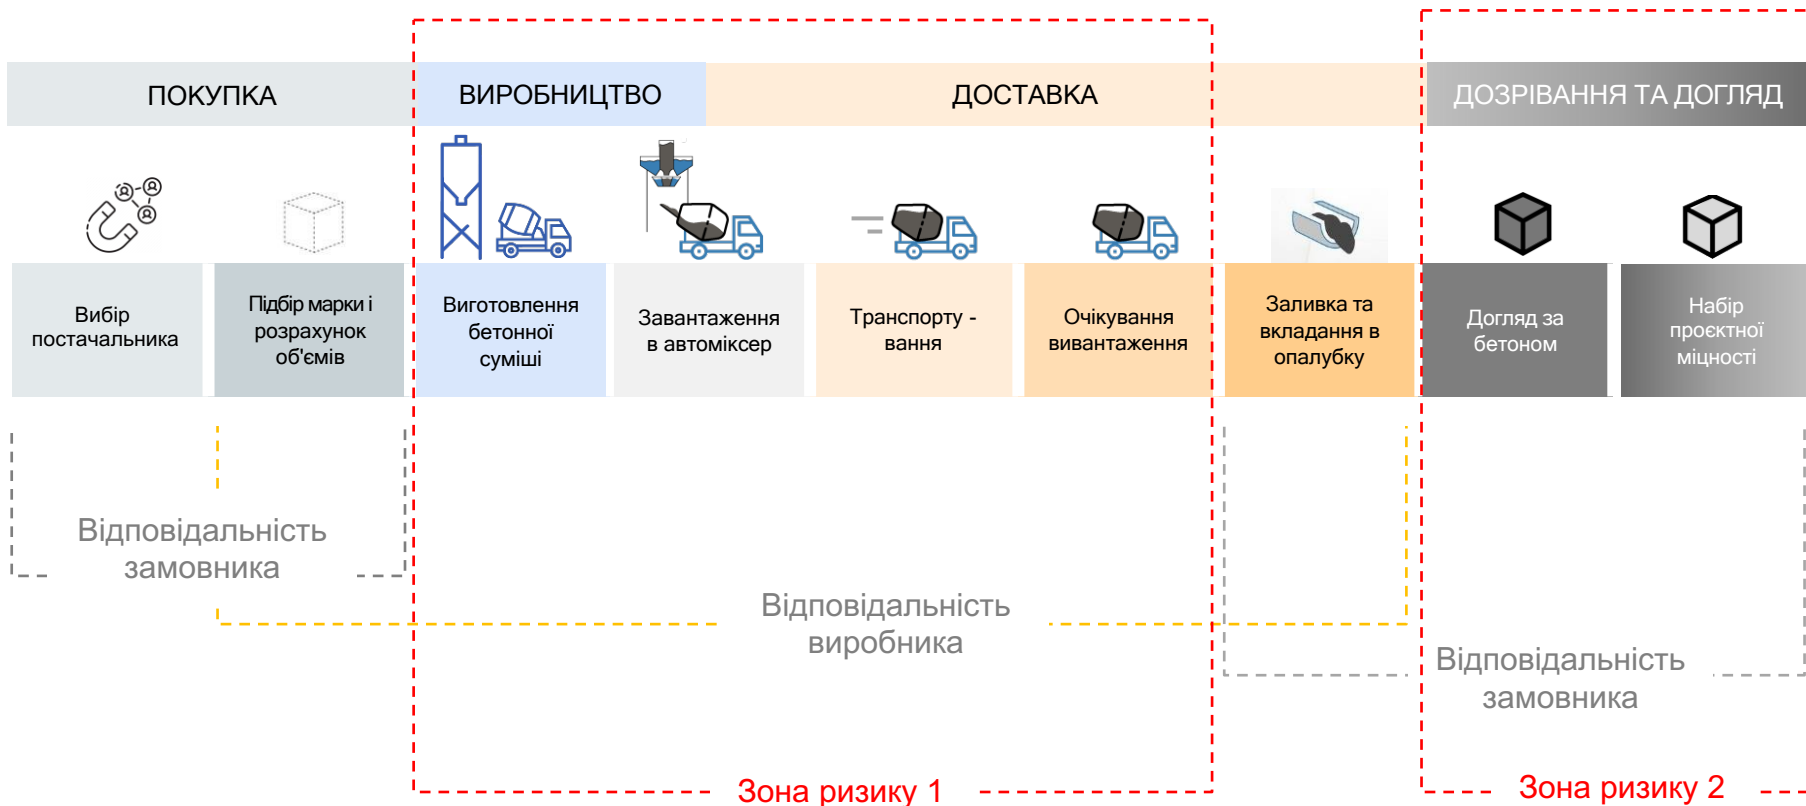 ПОКУПКА
ВИРОБНИЦТВО
ДОСТАВКА
ДОЗРІВАННЯ ТА ДОГЛЯД
Вибір
постачальника
Підбір марки і
розрахунок
об'ємів
Виготовлення
бетонної
суміші
Завантаження
в автоміксер
Транспорту -
вання
Очікування
вивантаження
Заливка та
вкладання в
опалубку
Догляд за
бетоном
Набір
проєктної
міцності
Відповідальність
замовника
Відповідальність
виробника
Відповідальність
замовника
Зона ризику 1
Зона ризику 2